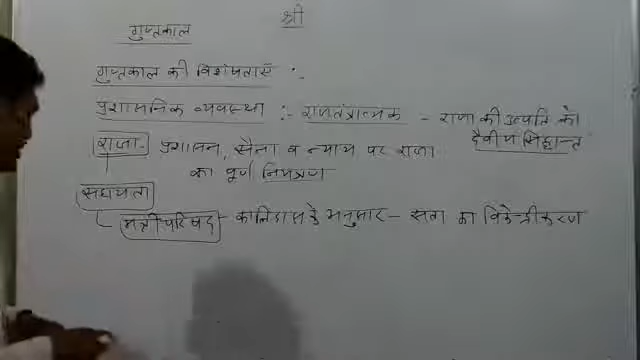 श्री
गुप्तकाल
गुप्तकाल की विशेषताएँ :-
प्रशासनिक व्यवस्था :- राजतंत्रात्मक - राजा की उत्पति को
दैवीय सिद्धान्त
राजा - प्रशासन, सैना व न्याय पर राजा
का पूर्ण नियंत्रण
सहायता
मन्त्रीपरिषद - कालिदास के अनुसार - सता का विकेन्द्रीकरण